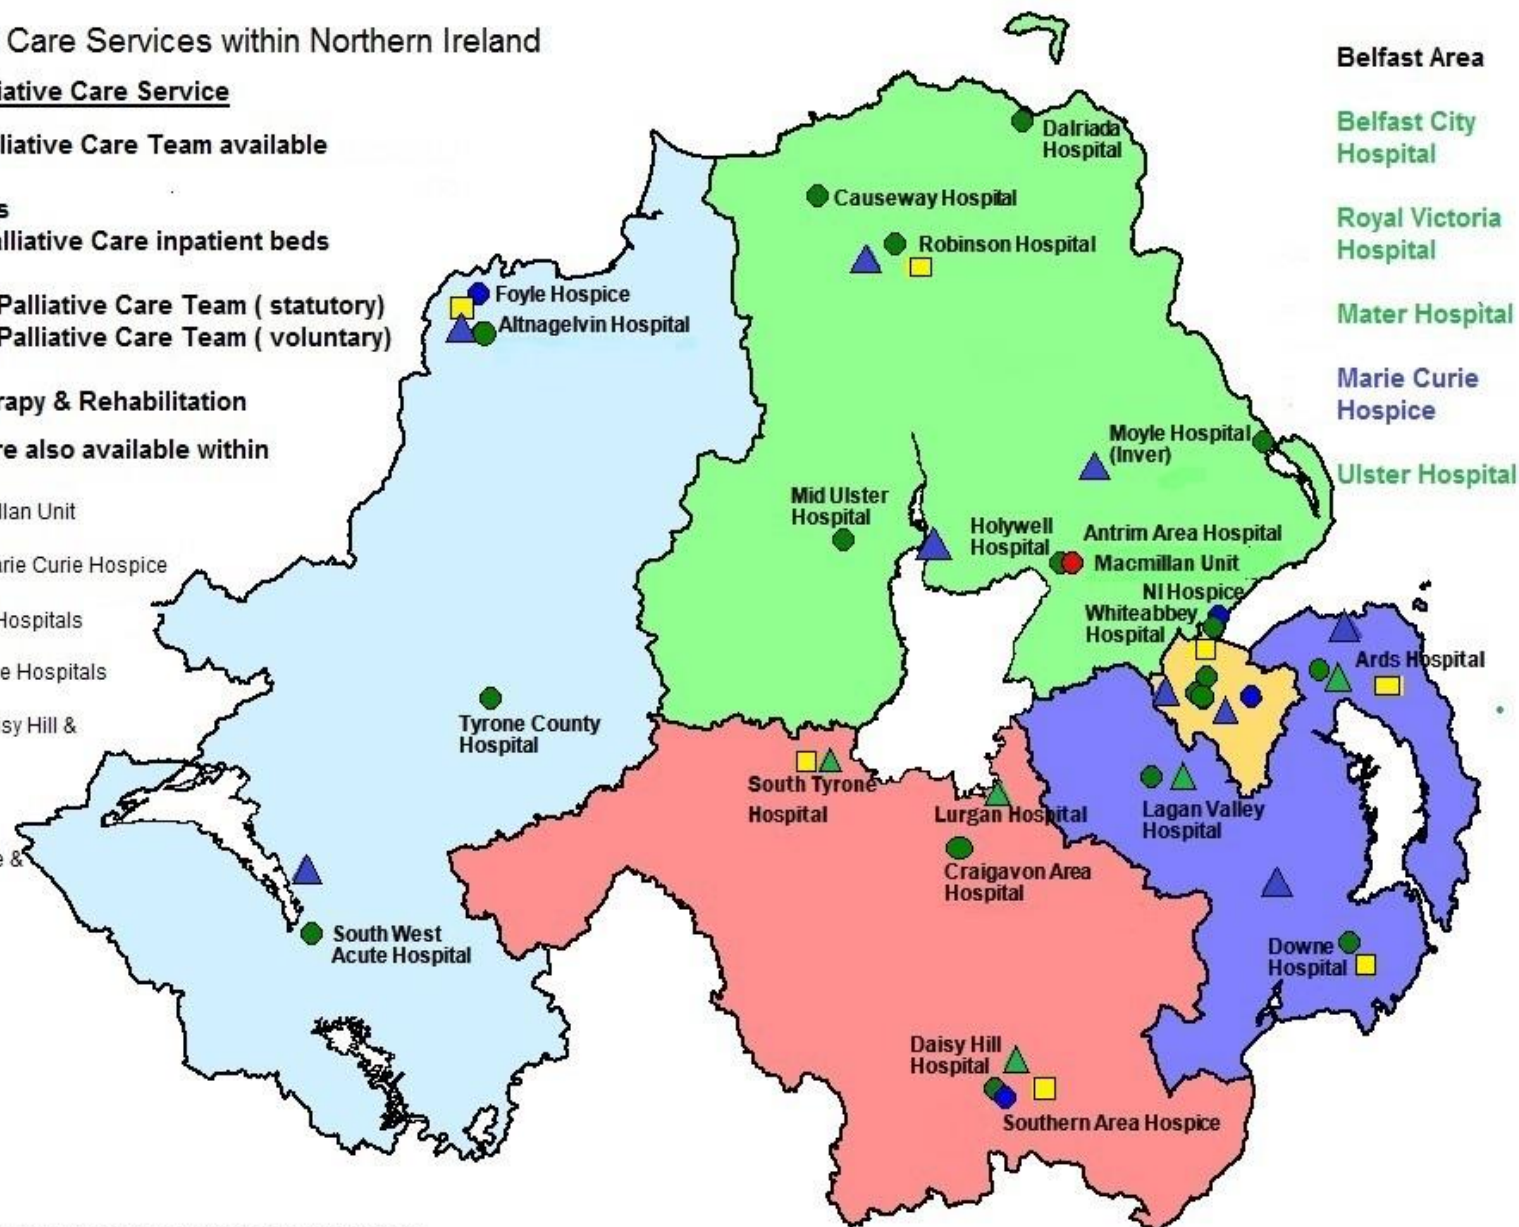 Care Services within Northern Ireland
iative Care Service
lliative Care Team available
s
alliative Care inpatient beds
Palliative Care Team ( statutory)
Palliative Care Team ( voluntary)
rapy & Rehabilitation
re also available within
llan Unit
arie Curie Hospice
Hospitals
e Hospitals
sy Hill &
e &
Dalriada
Hospital
Causeway Hospital
Robinson Hospital
Foyle Hospice
Altnagelvin Hospital
Moyle Hospital
(Inver)
Mid Ulster
Hospital
Holywell
Hospital
Antrim Area Hospital
Macmillan Unit
NI Hospice
Whiteabbey
Hospital
Ards Hospital
Tyrone County
Hospital
South Tyrone
Hospital
Lurgan Hospital
Lagan Valley
Hospital
Craigavon Area
Hospital
South West
Acute Hospital
Downe
Hospital
Daisy Hill
Hospital
Southern Area Hospice
Belfast Area
Belfast City
Hospital
Royal Victoria
Hospital
Mater Hospital
Marie Curie
Hospice
Ulster Hospital